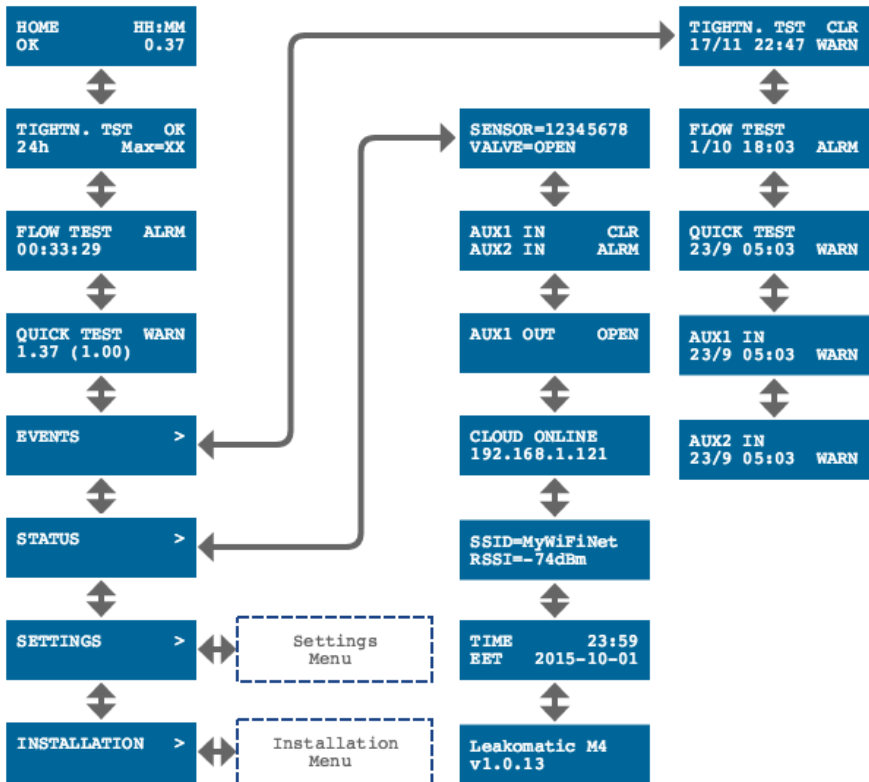 HOME HH:MM
OK 0.37
TIGHTN. TST OK
24h Max=XX
FLOW TEST ALRM
00:33:29
QUICK TEST WARN
1.37 (1.00)
EVENTS >
STATUS >
SETTINGS >
INSTALLATION >
Settings
Menu
Installation
Menu
SENSOR=12345678
VALVE=OPEN
AUX1 IN CLR
AUX2 IN ALRM
AUX1 OUT OPEN
CLOUD ONLINE
192.168.1.121
SSID=MyWiFiNet
RSSI=-74dBm
TIME 23:59
EET 2015-10-01
Leakomatic M4
v1.0.13
TIGHTN. TST CLR
17/11 22:47 WARN
FLOW TEST
1/10 18:03 ALRM
QUICK TEST
23/9 05:03 WARN
AUX1 IN
23/9 05:03 WARN
AUX2 IN
23/9 05:03 WARN